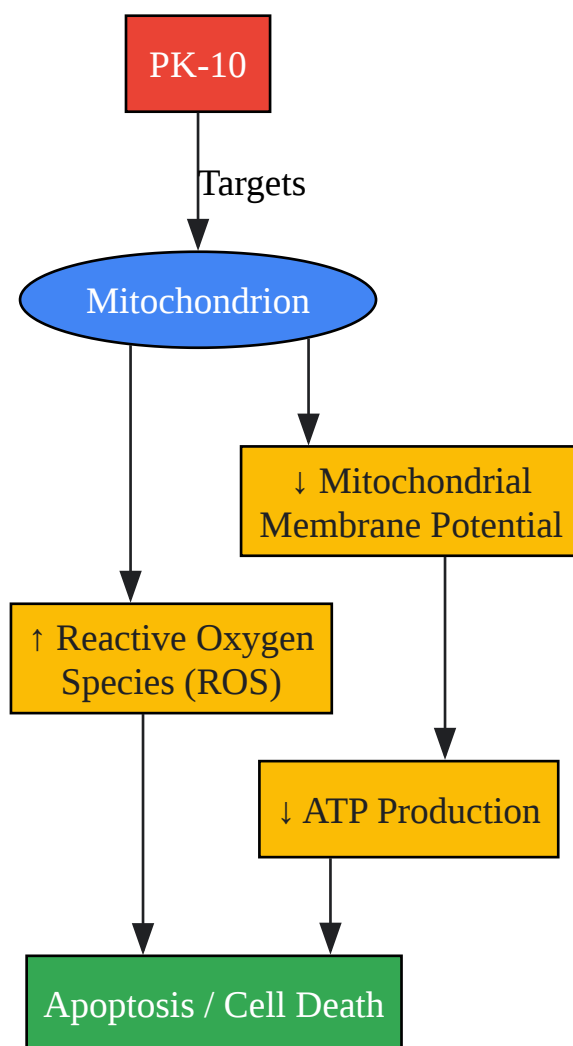 PK-10
Targets
Mitochondrion
↓ Mitochondrial
Membrane Potential
↑ Reactive Oxygen
Species (ROS)
↓ ATP Production
Apoptosis / Cell Death